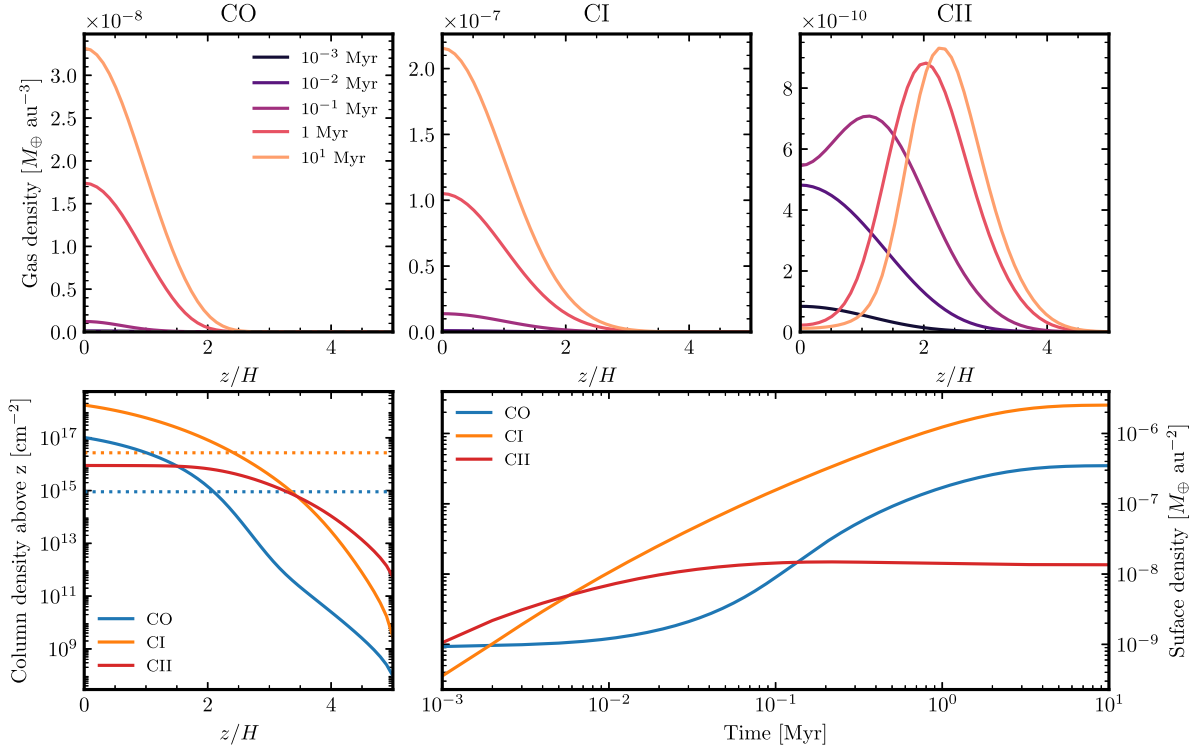 CO
CI
CII
×10⁻⁸
×10⁻⁷
×10⁻¹⁰
Gas density [M⊕ au⁻³]
3.0
2.5
2.0
1.5
1.0
0.5
0.0
10⁻³ Myr
10⁻² Myr
10⁻¹ Myr
1 Myr
10¹ Myr
0
2
4
z/H
2.0
1.5
1.0
0.5
0.0
0
2
4
z/H
8
6
4
2
0
0
2
4
z/H
Column density above z [cm⁻²]
10¹⁷
10¹⁵
10¹³
10¹¹
10⁹
CO
CI
CII
0
2
4
z/H
CO
CI
CII
10⁻³
10⁻²
10⁻¹
10⁰
10¹
Time [Myr]
10⁻⁶
10⁻⁷
10⁻⁸
10⁻⁹
Suface density [M⊕ au⁻²]